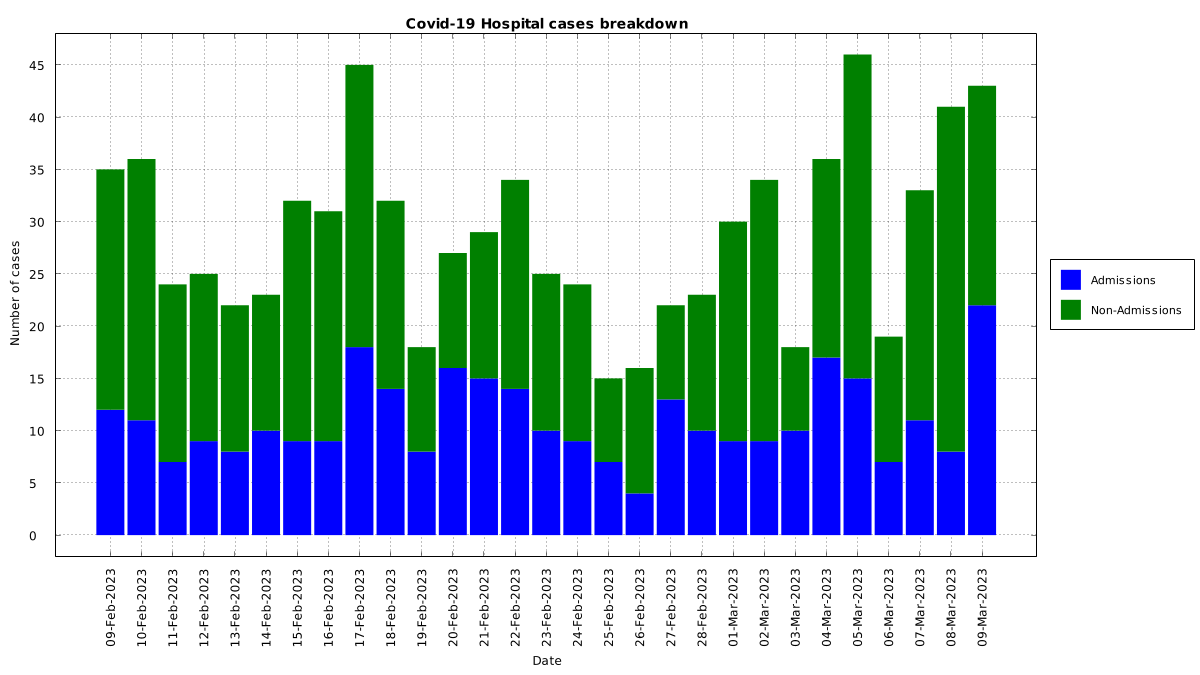 Covid-19 Hospital cases breakdown
Number of cases
45
40
35
30
25
20
15
10
5
0
09-Feb-2023
10-Feb-2023
11-Feb-2023
12-Feb-2023
13-Feb-2023
14-Feb-2023
15-Feb-2023
16-Feb-2023
17-Feb-2023
18-Feb-2023
19-Feb-2023
20-Feb-2023
21-Feb-2023
22-Feb-2023
23-Feb-2023
24-Feb-2023
25-Feb-2023
26-Feb-2023
27-Feb-2023
28-Feb-2023
01-Mar-2023
02-Mar-2023
03-Mar-2023
04-Mar-2023
05-Mar-2023
06-Mar-2023
07-Mar-2023
08-Mar-2023
09-Mar-2023
Date
Admissions
Non-Admissions